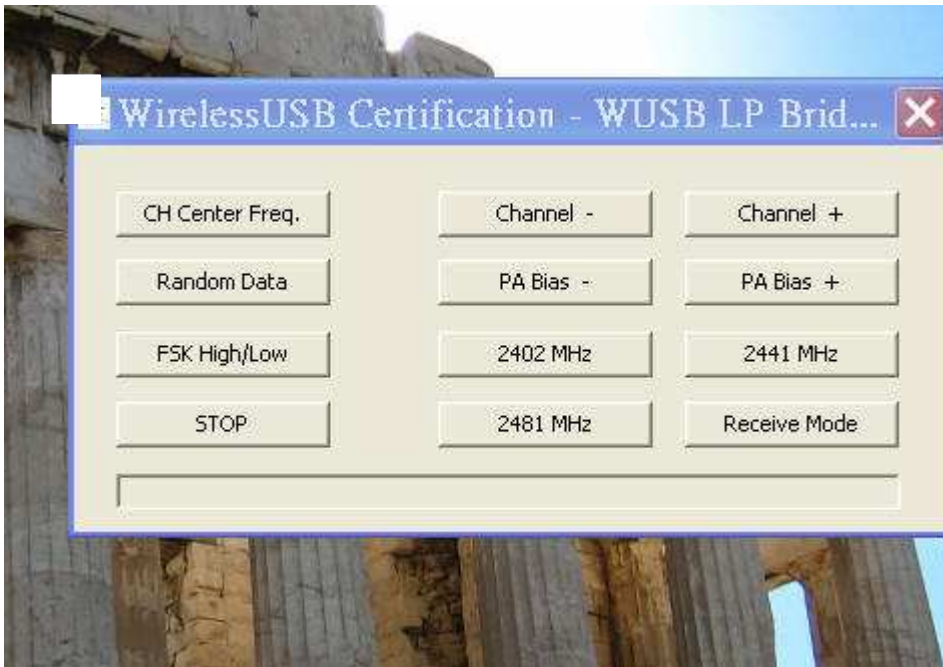 WirelessUSB Certification - WUSB LP Brid...
CH Center Freq. Channel - Channel +
Random Data PA Bias - PA Bias +
FSK High/Low 2402 MHz 2441 MHz
STOP 2481 MHz Receive Mode